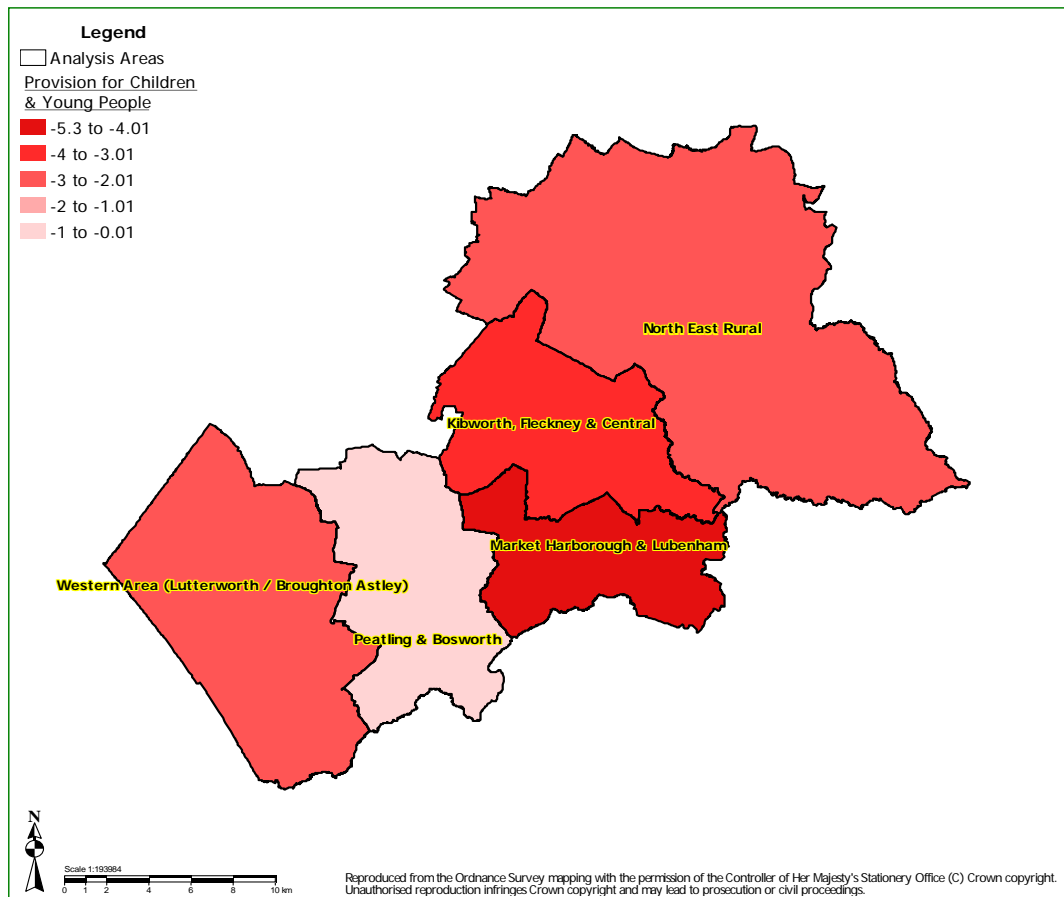 Legend
Analysis Areas
Provision for Children
& Young People
-5.3 to -4.01
-4 to -3.01
-3 to -2.01
-2 to -1.01
-1 to -0.01
North East Rural
Kibworth, Fleckney & Central
Market Harborough & Lubenham
Western Area (Lutterworth / Broughton Astley)
Peatling & Bosworth
N
Scale 1:193984
0 1 2 4 6 8 10 km
Reproduced from the Ordnance Survey mapping with the permission of the Controller of Her Majesty's Stationery Office (C) Crown copyright.
Unauthorised reproduction infringes Crown copyright and may lead to prosecution or civil proceedings.